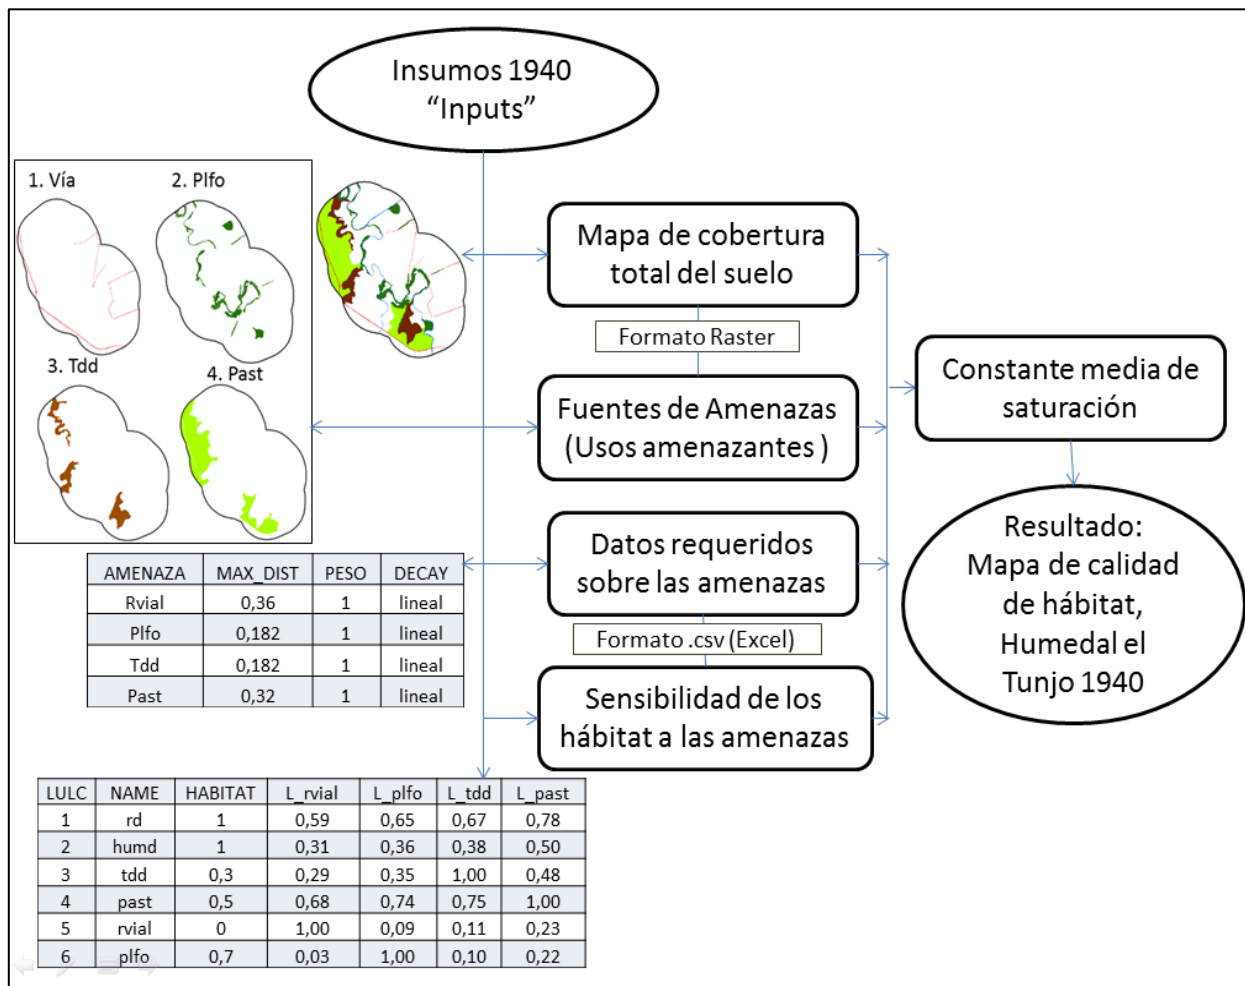 Insumos 1940
“Inputs”
1. Vía
2. Plfo
3. Tdd
4. Past
Mapa de cobertura
total del suelo
Formato Raster
Fuentes de Amenazas
(Usos amenazantes )
Datos requeridos
sobre las amenazas
Formato .csv (Excel)
Sensibilidad de los
hábitat a las amenazas
Constante media de
saturación
Resultado:
Mapa de calidad
de hábitat,
Humedal el
Tunjo 1940
AMENAZA MAX_DIST PESO DECAY
Rvial 0,36 1 lineal
Plfo 0,182 1 lineal
Tdd 0,182 1 lineal
Past 0,32 1 lineal
LULC NAME HABITAT L_rvial L_plfo L_tdd L_past
1 rd 1 0,59 0,65 0,67 0,78
2 humd 1 0,31 0,36 0,38 0,50
3 tdd 0,3 0,29 0,35 1,00 0,48
4 past 0,5 0,68 0,74 0,75 1,00
5 rvial 0 1,00 0,09 0,11 0,23
6 plfo 0,7 0,03 1,00 0,10 0,22